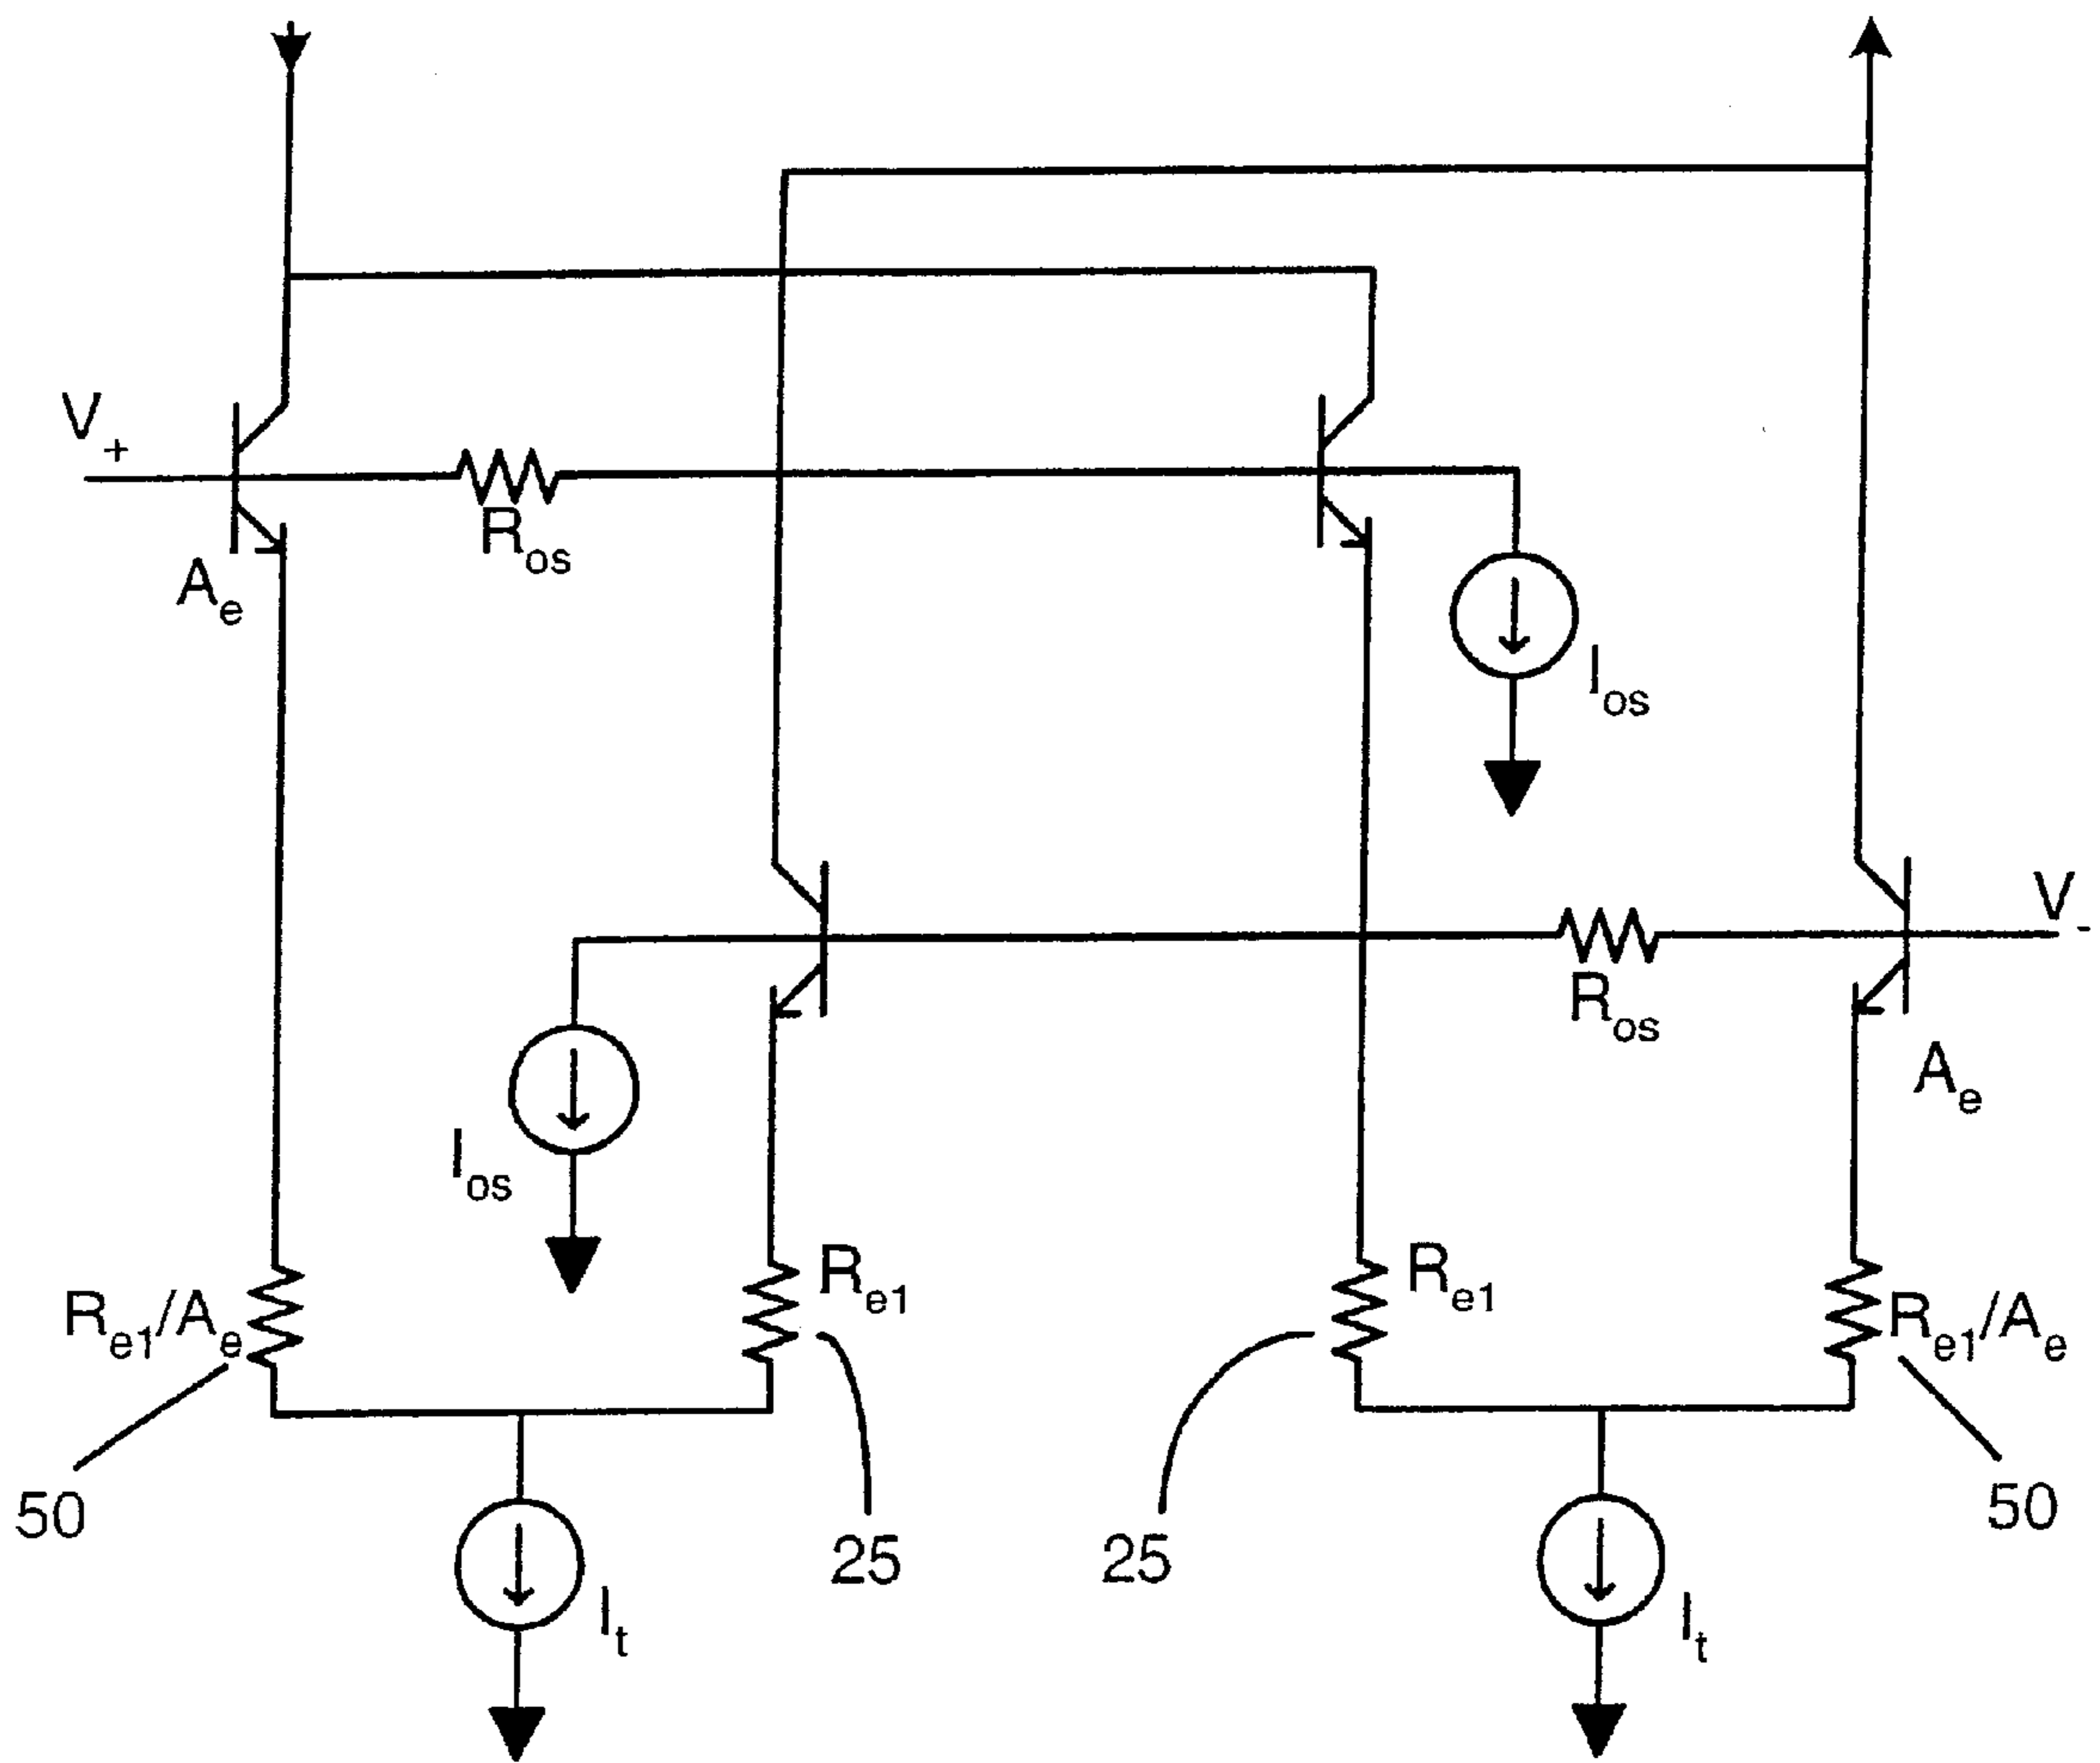 V+
Ros
Ae
Ios
V-
Ros
Ae
Ios
Re1/Ae
Re1
Re1
Re1/Ae
50
25
25
50
It
It